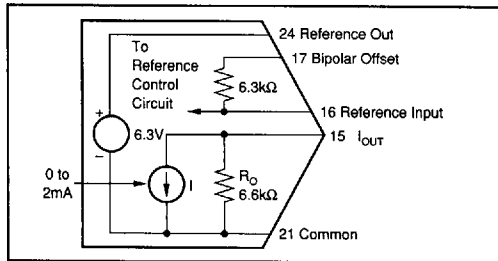 24 Reference Out
17 Bipolar Offset
To
Reference
Control
Circuit
6.3kΩ
16 Reference Input
+
6.3V
−
15 IOUT
0 to
2mA
I
RO
6.6kΩ
21 Common